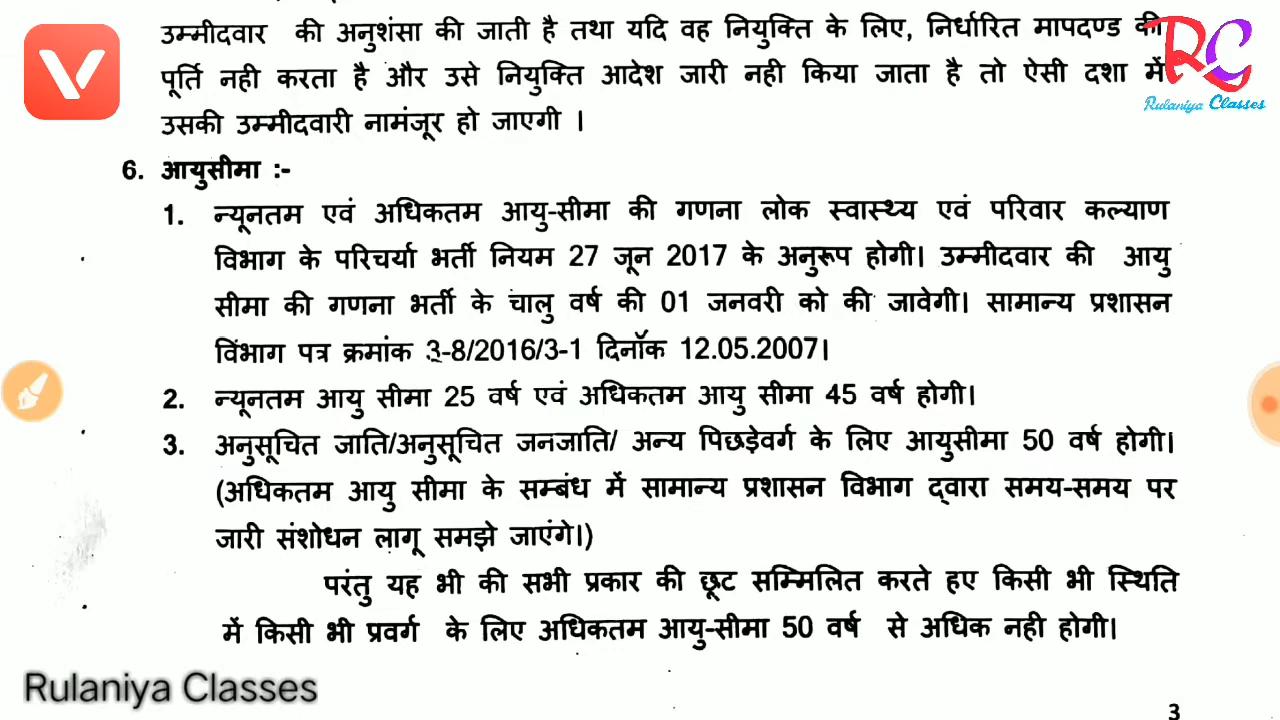 उम्मीदवार की अनुशंसा की जाती है तथा यदि वह नियुक्ति के लिए, निर्धारित मापदण्ड की
पूर्ति नही करता है और उसे नियुक्ति आदेश जारी नही किया जाता है तो ऐसी दशा में
उसकी उम्मीदवारी नामंजूर हो जाएगी ।
RC
Rulaniya Classes
6. आयुसीमा :-
1. न्यूनतम एवं अधिकतम आयु-सीमा की गणना लोक स्वास्थ्य एवं परिवार कल्याण
विभाग के परिचर्या भर्ती नियम 27 जून 2017 के अनुरूप होगी। उम्मीदवार की आयु
सीमा की गणना भर्ती के चालु वर्ष की 01 जनवरी को की जावेगी। सामान्य प्रशासन
विभाग पत्र क्रमांक 3-8/2016/3-1 दिनॉक 12.05.2007।
2. न्यूनतम आयु सीमा 25 वर्ष एवं अधिकतम आयु सीमा 45 वर्ष होगी।
3. अनुसूचित जाति/अनुसूचित जनजाति/ अन्य पिछड़ेवर्ग के लिए आयुसीमा 50 वर्ष होगी।
(अधिकतम आयु सीमा के सम्बंध में सामान्य प्रशासन विभाग द्वारा समय-समय पर
जारी संशोधन लागू समझे जाएंगे।)
परंतु यह भी की सभी प्रकार की छूट सम्मिलित करते हए किसी भी स्थिति
में किसी भी प्रवर्ग के लिए अधिकतम आयु-सीमा 50 वर्ष से अधिक नही होगी।
Rulaniya Classes
3